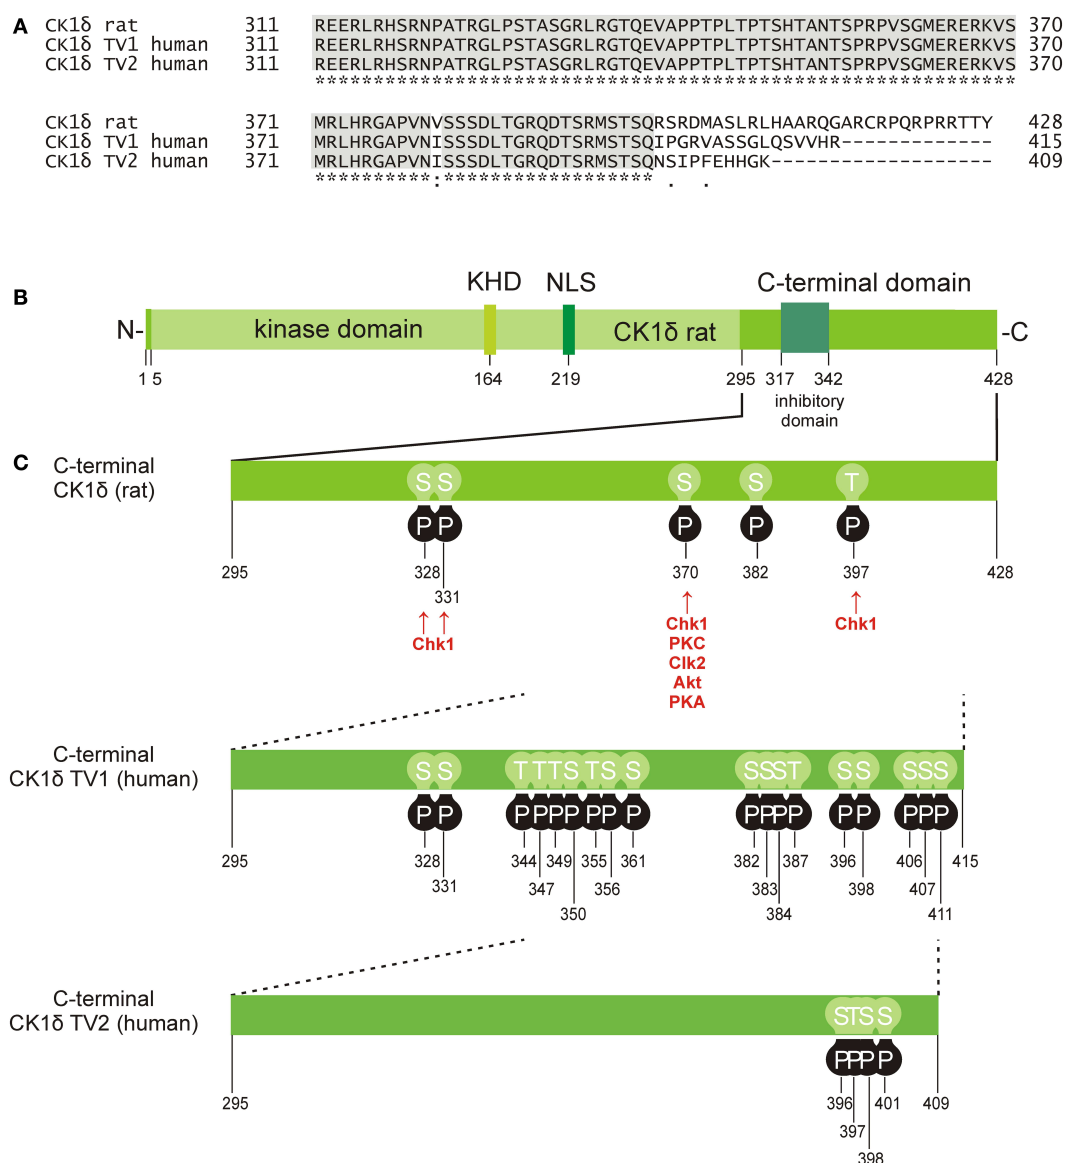 A
CK1δ rat 311 REERLRHSRNPATRGLPSTASGRLRGTQEVAPPTPLTPTSHTANTSPRPVSGMERERKVS 370
CK1δ TV1 human 311 REERLRHSRNPATRGLPSTASGRLRGTQEVAPPTPLTPTSHTANTSPRPVSGMERERKVS 370
CK1δ TV2 human 311 REERLRHSRNPATRGLPSTASGRLRGTQEVAPPTPLTPTSHTANTSPRPVSGMERERKVS 370
************************************************************
CK1δ rat 371 MRLHRGAPVNVSSSDLTGRQDTSRMSTSQRSRDMASLRLHAARQGARCRPQRPRRTTY 428
CK1δ TV1 human 371 MRLHRGAPVNISSSDLTGRQDTSRMSTSQIPGRVASSGLQSVVHR------------- 415
CK1δ TV2 human 371 MRLHRGAPVNISSSDLTGRQDTSRMSTSQNSIPFEHHGK------------------- 409
**********:****************** .  .
B
KHD NLS C-terminal domain
N- kinase domain CK1δ rat -C
1 5 164 219 295 317 342 428
inhibitory
domain
C
C-terminal
CK1δ (rat)
S S S S T
P P P P P
295 328 370 382 397 428
331
Chk1 Chk1 Chk1
PKC
Clk2
Akt
PKA
C-terminal
CK1δ TV1 (human)
S S T T T S T S S S S S T S S S S S
P P P P P P P P P P P P P P P P P P
295 328 344 349 355 361 382 387 396 406 411 415
331 347 356 383 398 407
350 384 411
C-terminal
CK1δ TV2 (human)
S T S S
P P P P
295 396 401 409
397
398